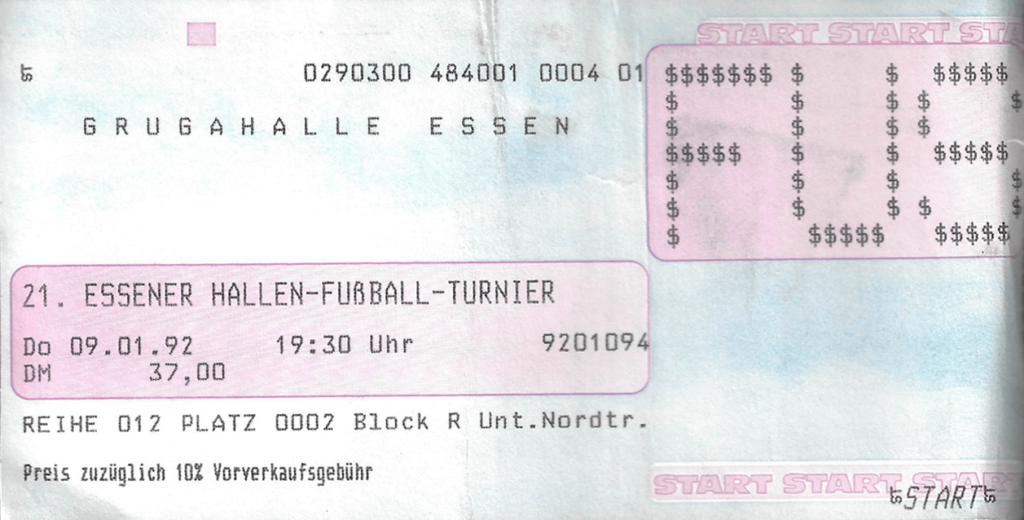 START START STA
0290300 484001 0004 01
GRUGAHALLE ESSEN
$$$$$$$ $ $ $$$$$
$ $ $ $ $
$ $ $ $
$$$$$ $ $ $$$$$
$ $ $ $
$ $ $ $ $
$ $$$$$ $$$$$
21. ESSENER HALLEN-FUßBALL-TURNIER
Do 09.01.92 19:30 Uhr 9201094
DM 37,00
REIHE 012 PLATZ 0002 Block R Unt.Nordtr.
Preis zuzüglich 10% Vorverkaufsgebühr
START START START
START